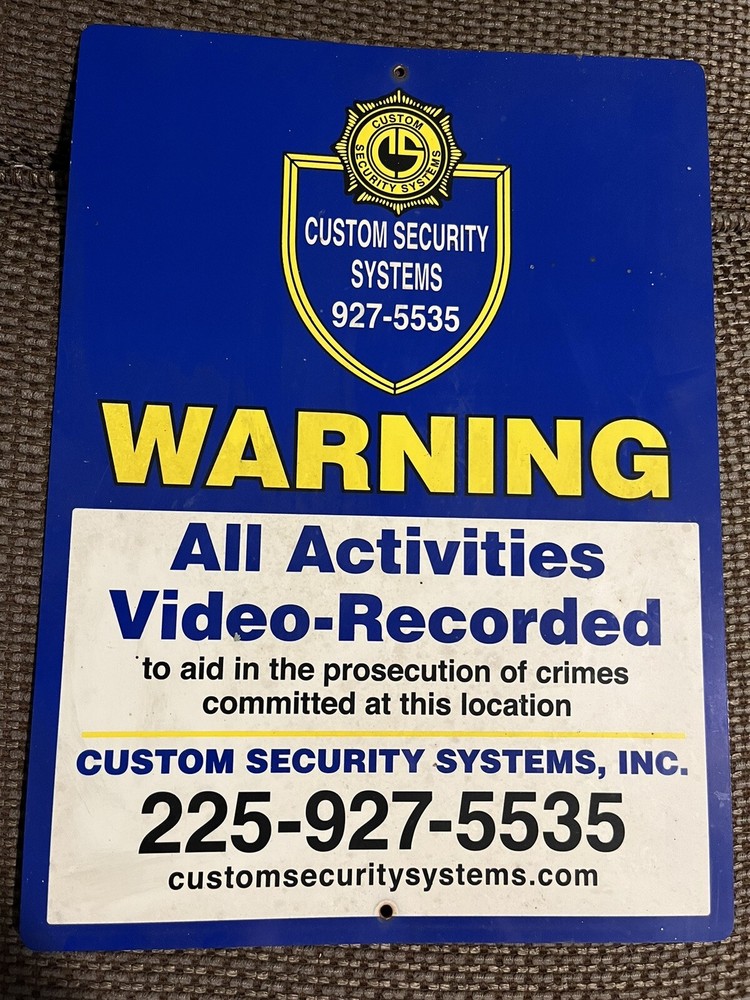 CUSTOM
CS
SECURITY SYSTEMS
CUSTOM SECURITY
SYSTEMS
927-5535
WARNING
All Activities
Video-Recorded
to aid in the prosecution of crimes
committed at this location
CUSTOM SECURITY SYSTEMS, INC.
225-927-5535
customsecuritysystems.com